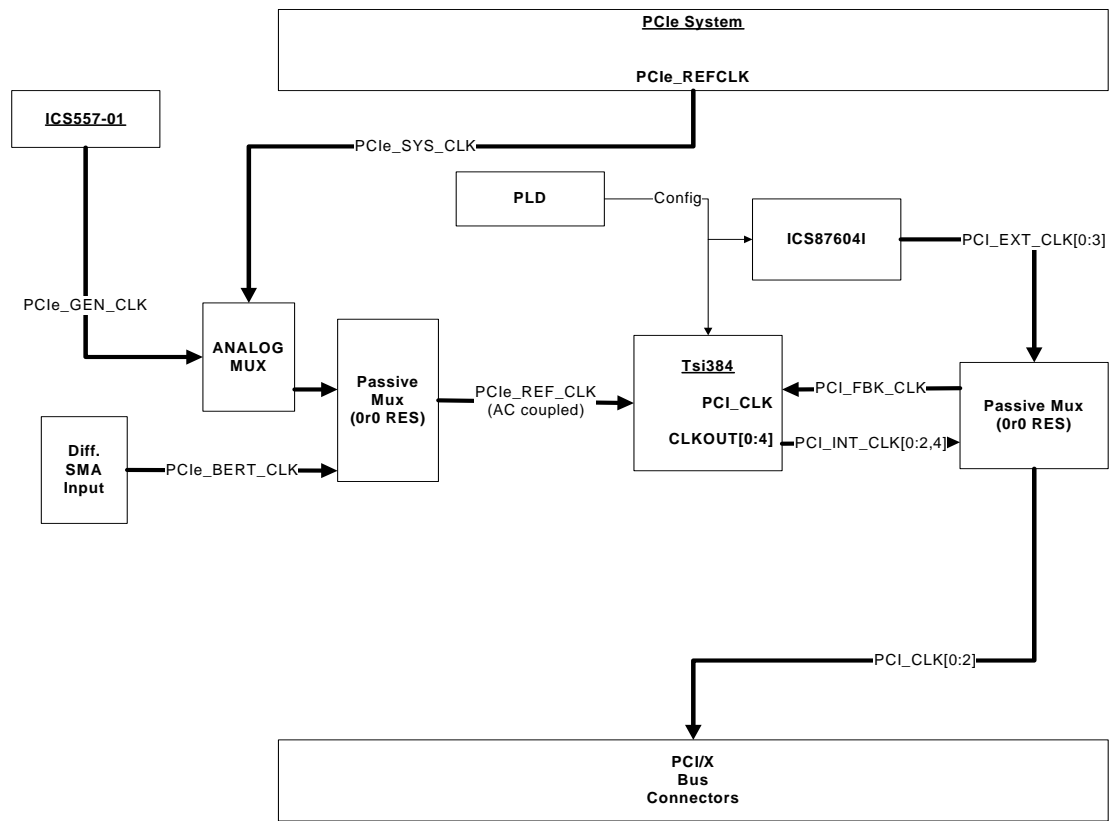 PCIe System
PCIe_REFCLK
ICS557-01
PCIe_SYS_CLK
PLD
Config
ICS87604I
PCI_EXT_CLK[0:3]
PCIe_GEN_CLK
ANALOG
MUX
Passive
Mux
(0r0 RES)
PCIe_REF_CLK
(AC coupled)
Tsi384
PCI_CLK
CLKOUT[0:4]
PCI_FBK_CLK
PCI_INT_CLK[0:2,4]
Passive Mux
(0r0 RES)
Diff.
SMA
Input
PCIe_BERT_CLK
PCI_CLK[0:2]
PCI/X
Bus
Connectors